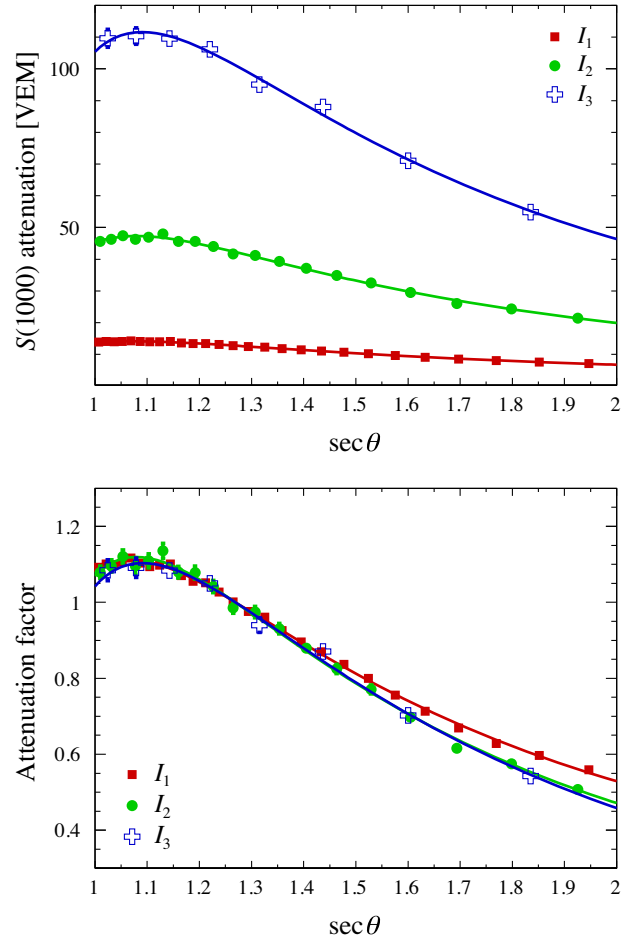 S(1000) attenuation [VEM]
100
50
I₁
I₂
I₃
1 1.1 1.2 1.3 1.4 1.5 1.6 1.7 1.8 1.9 2
sec θ
Attenuation factor
1.2
1
0.8
0.6
0.4
I₁
I₂
I₃
1 1.1 1.2 1.3 1.4 1.5 1.6 1.7 1.8 1.9 2
sec θ